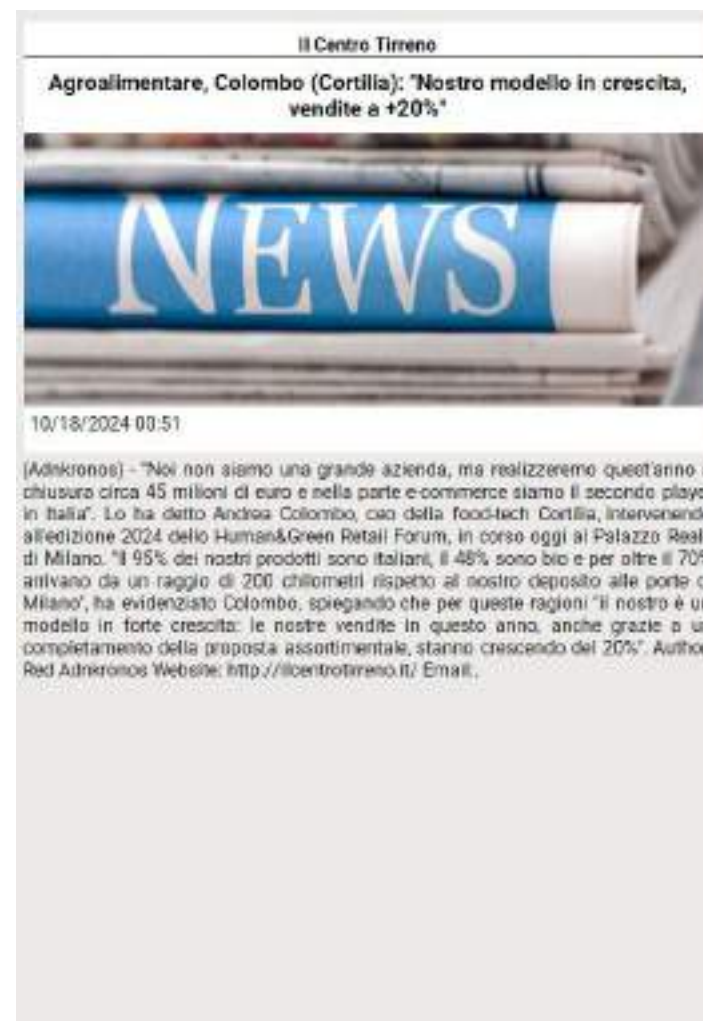 Il Centro Tirreno
Agroalimentare, Colombo (Cortilia): "Nostro modello in crescita,
vendite a +20%"
NEWS
10/18/2024 00:51
(Adnkronos) - "Noi non siamo una grande azienda, ma realizzeremo quest'anno
chiusura circa 45 milioni di euro e nella parte e-commerce siamo il secondo playe
in Italia". Lo ha detto Andrea Colombo, ceo della food-tech Cortilia, intervenend
all'edizione 2024 dello Human&Green Retail Forum, in corso oggi al Palazzo Real
di Milano. "Il 95% dei nostri prodotti sono italiani, il 48% sono bio e per oltre il 70%
arrivano da un raggio di 200 chilometri rispetto al nostro deposito alle porte d
Milano", ha evidenziato Colombo, spiegando che per queste ragioni "il nostro è un
modello in forte crescita: le nostre vendite in questo anno, anche grazie a un
completamento della proposta assortimentale, stanno crescendo del 20%". Author
Red Adnkronos Website: http://ilcentrotirreno.it/ Email:,